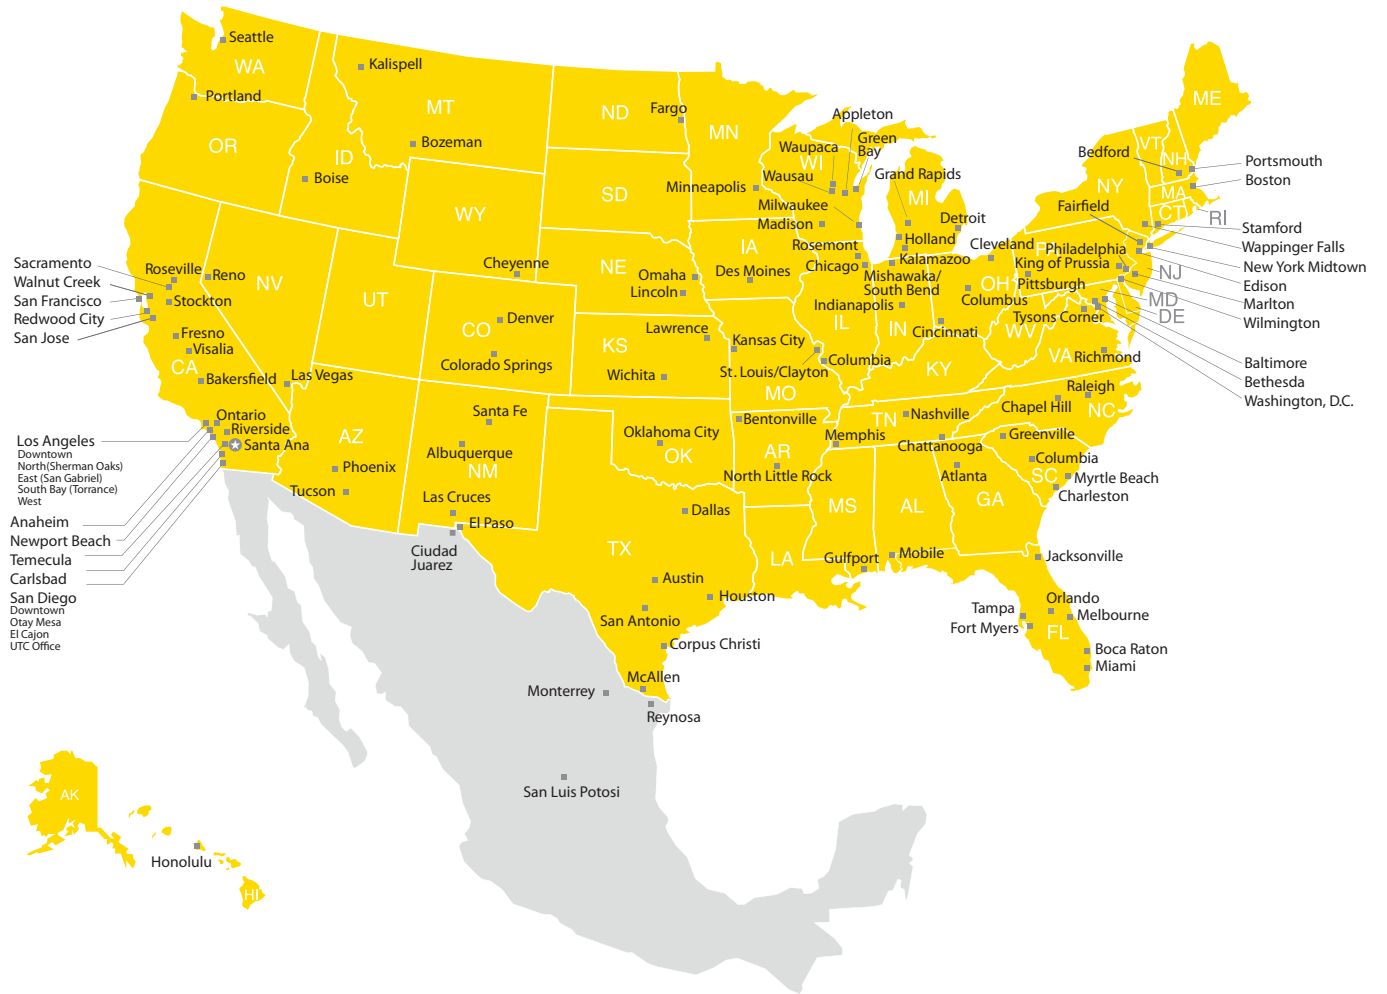 Seattle
WA
Portland
OR
Kalispell
MT
Bozeman
ID
Boise
ND
Fargo
MN
SD
Minneapolis
WY
Cheyenne
NE
Omaha
Lincoln
IA
Des Moines
Appleton
Green
Bay
Waupaca
WI
Wausau
Milwaukee
Madison
Rosemont
Chicago
Grand Rapids
MI
Detroit
Holland
Kalamazoo
Mishawaka/
South Bend
Indianapolis
IL
IN
Cleveland
OH
Columbus
Cincinnati
ME
VT
NH
Bedford
Portsmouth
Boston
NY
MA
CT
RI
Fairfield
Stamford
Wappinger Falls
New York Midtown
Edison
Marlton
Wilmington
P
Philadelphia
King of Prussia
Pittsburgh
NJ
MD
DE
Tysons Corner
WV
VA
Richmond
Baltimore
Bethesda
Washington, D.C.
Sacramento
Walnut Creek
San Francisco
Redwood City
San Jose
Roseville
Reno
Stockton
NV
UT
Fresno
Visalia
CA
Bakersfield
Las Vegas
CO
Denver
Colorado Springs
KS
Lawrence
Wichita
Kansas City
St. Louis/Clayton
Columbia
MO
KY
Raleigh
Chapel Hill
NC
TN
Nashville
Memphis
Chattanooga
Greenville
Columbia
SC
Myrtle Beach
Charleston
Ontario
Riverside
Santa Ana
Los Angeles
Downtown
North(Sherman Oaks)
East (San Gabriel)
South Bay (Torrance)
West
Anaheim
Newport Beach
Temecula
Carlsbad
San Diego
Downtown
Otay Mesa
El Cajon
UTC Office
AZ
Phoenix
Tucson
Santa Fe
Albuquerque
NM
Las Cruces
El Paso
Ciudad
Juarez
Oklahoma City
OK
Bentonville
AR
North Little Rock
Dallas
TX
Austin
Houston
San Antonio
Corpus Christi
McAllen
Monterrey
Reynosa
San Luis Potosi
LA
MS
AL
Atlanta
GA
Gulfport
Mobile
Jacksonville
Orlando
Tampa
Melbourne
Fort Myers
FL
Boca Raton
Miami
AK
Honolulu
HI